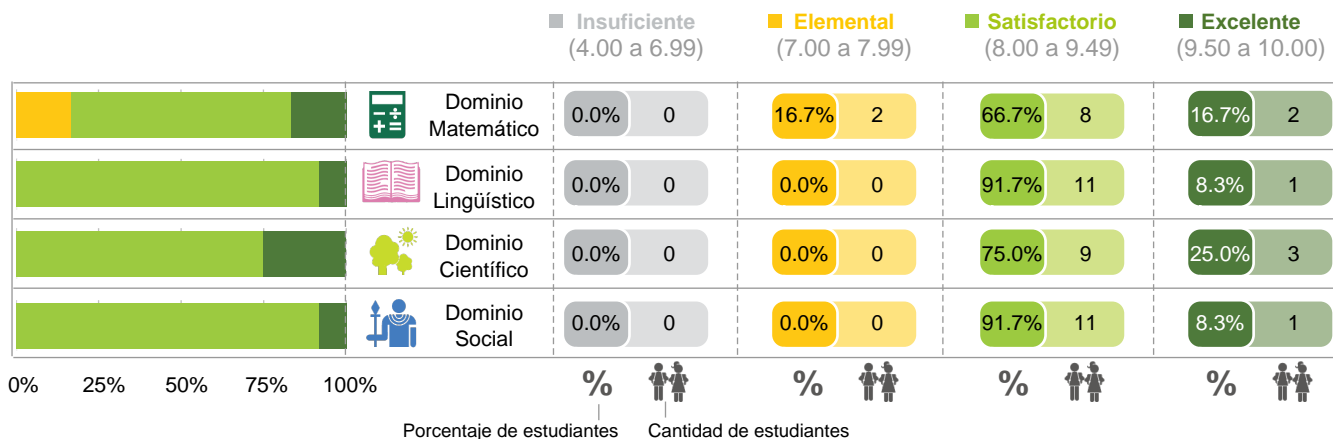 Insuficiente Elemental Satisfactorio Excelente
(4.00 a 6.99) (7.00 a 7.99) (8.00 a 9.49) (9.50 a 10.00)
Dominio
Matemático
0.0% 0 16.7% 2 66.7% 8 16.7% 2
Dominio
Lingüístico
0.0% 0 0.0% 0 91.7% 11 8.3% 1
Dominio
Científico
0.0% 0 0.0% 0 75.0% 9 25.0% 3
Dominio
Social
0.0% 0 0.0% 0 91.7% 11 8.3% 1
0% 25% 50% 75% 100% % % % %
Porcentaje de estudiantes Cantidad de estudiantes